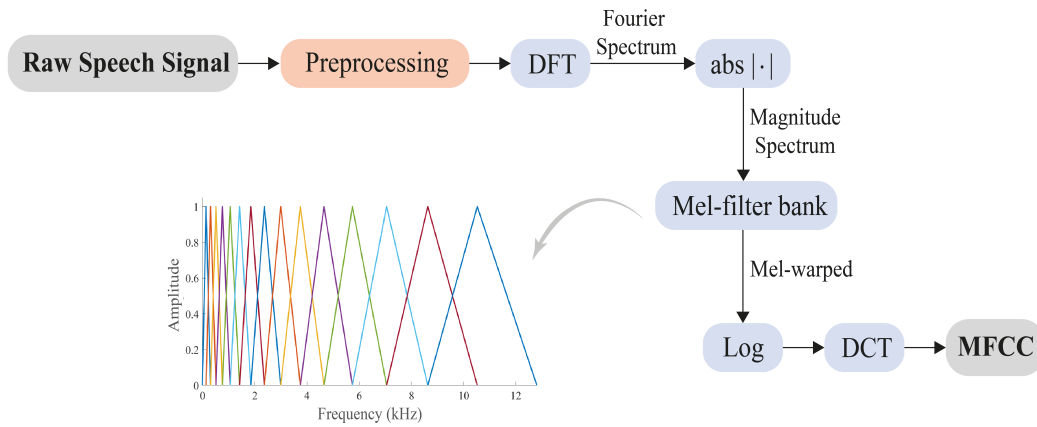 Raw Speech Signal
Preprocessing
DFT
Fourier
Spectrum
abs |·|
Magnitude
Spectrum
Mel-filter bank
Mel-warped
Log
DCT
MFCC
Amplitude
1
0.8
0.6
0.4
0.2
0
0 2 4 6 8 10 12
Frequency (kHz)